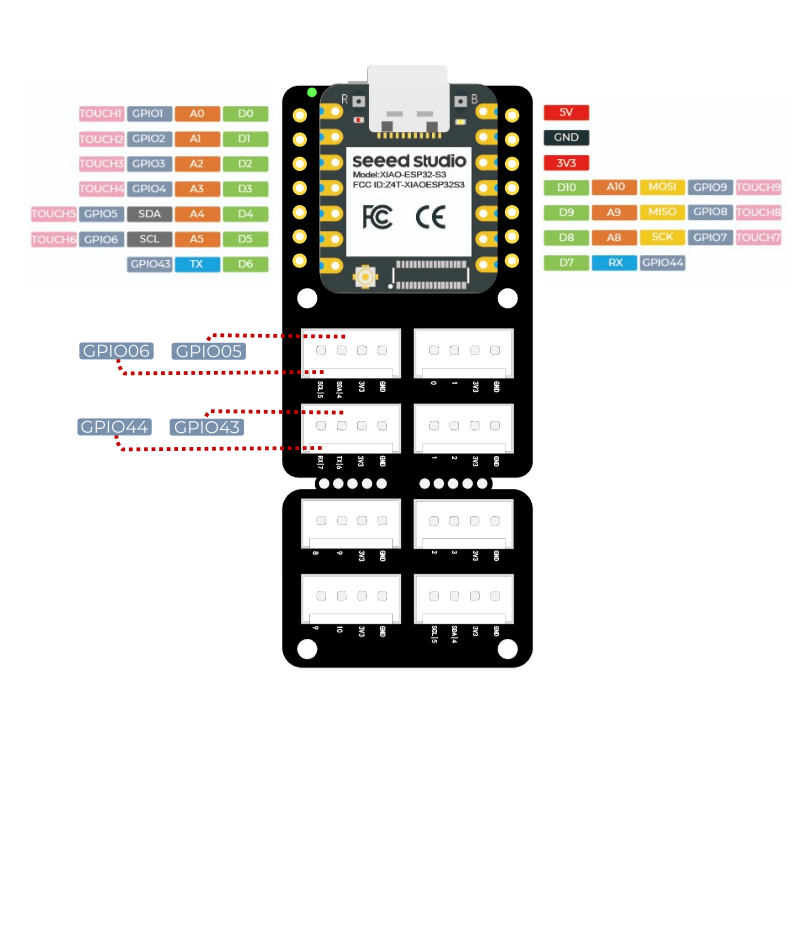 R B
TOUCH1 GPIO1 A0 D0
TOUCH2 GPIO2 A1 D1
TOUCH3 GPIO3 A2 D2
TOUCH4 GPIO4 A3 D3
TOUCH5 GPIO5 SDA A4 D4
TOUCH6 GPIO6 SCL A5 D5
GPIO43 TX D6
seeed studio
Model:XIAO-ESP32-S3
FCC ID:Z4T-XIAOESP32S3
FC CE
5V
GND
3V3
D10 A10 MOSI GPIO9 TOUCH9
D9 A9 MISO GPIO8 TOUCH8
D8 A8 SCK GPIO7 TOUCH7
D7 RX GPIO44
GPIO06 GPIO05
SCL|5 SDA|4 3V3 GND
0 1 3V3 GND
GPIO44 GPIO43
RX|7 TX|6 3V3 GND
1 2 3V3 GND
8 9 3V3 GND
2 3 3V3 GND
9 10 3V3 GND
SCL|5 SDA|4 3V3 GND